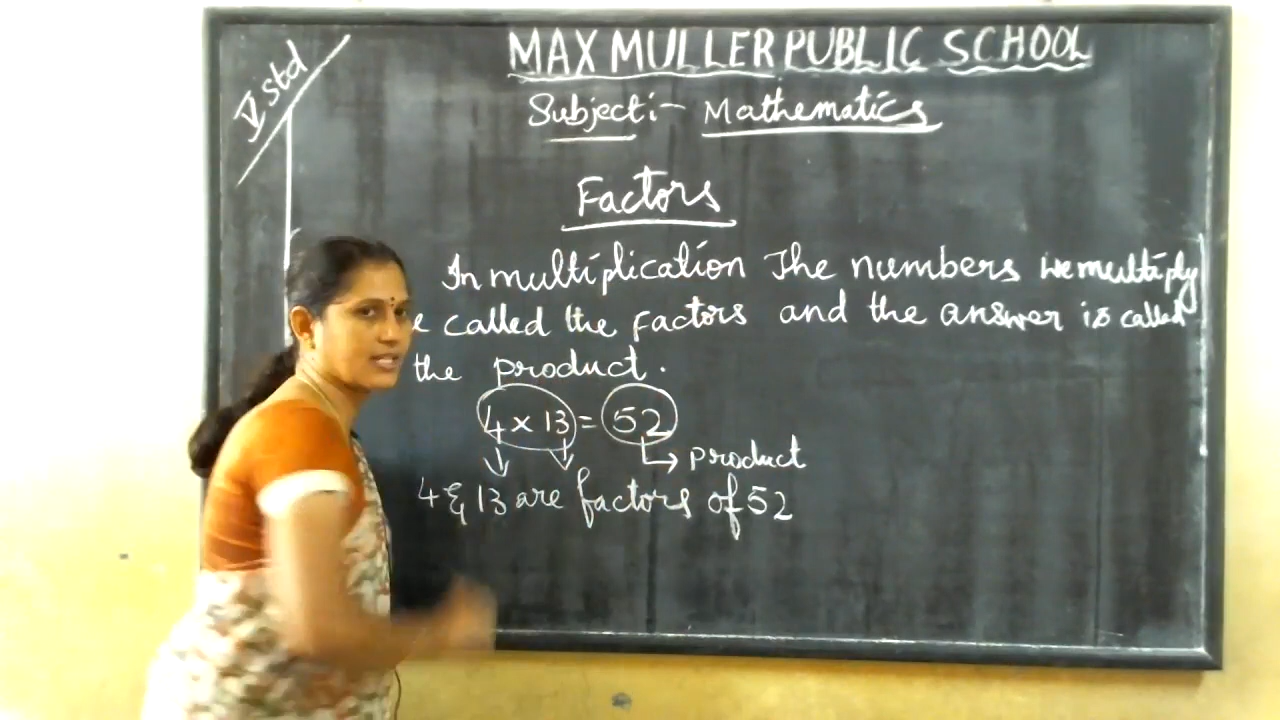 V std
MAX MULLER PUBLIC SCHOOL
Subject:- Mathematics
Factors
In multiplication The numbers we multiply
e called the factors and the answer is called
the product.
4 x 13 = 52
product
4 & 13 are factors of 52